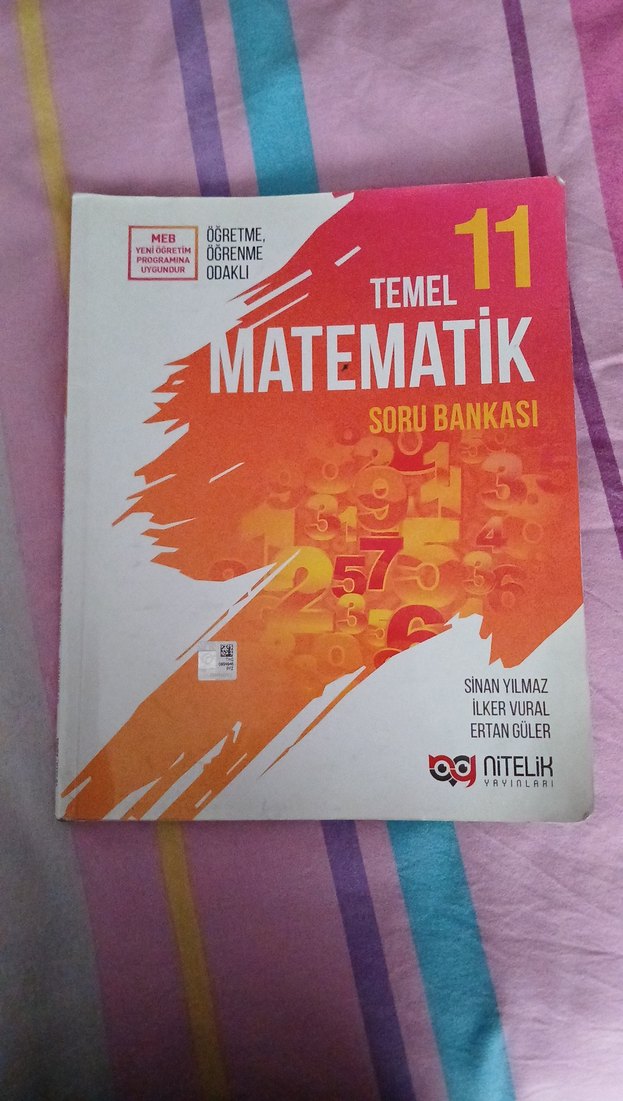 MEB
YENİ ÖĞRETİM
PROGRAMINA
UYGUNDUR
ÖĞRETME,
ÖĞRENME
ODAKLI
11
TEMEL
MATEMATİK
SORU BANKASI
SİNAN YILMAZ
İLKER VURAL
ERTAN GÜLER
NİTELİK
YAYINLARI